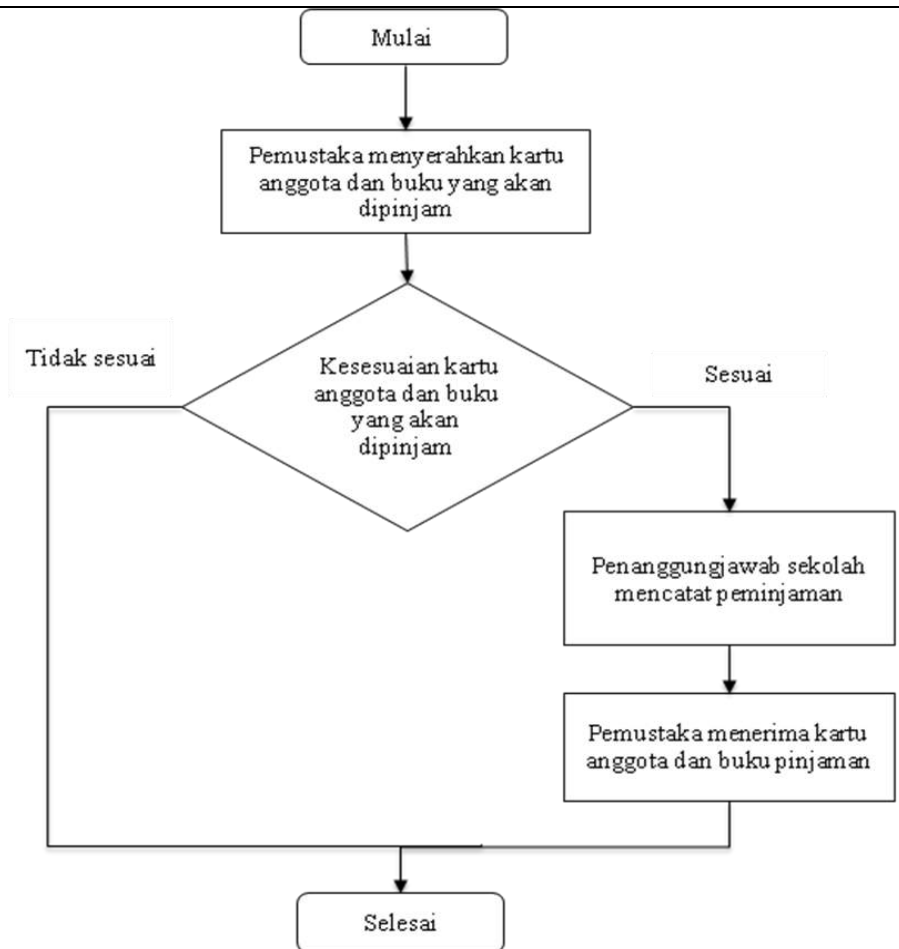 Mulai
Pemustaka menyerahkan kartu
anggota dan buku yang akan
dipinjam
Tidak sesuai
Kesesuaian kartu
anggota dan buku
yang akan
dipinjam
Sesuai
Penanggungjawab sekolah
mencatat peminjaman
Pemustaka menerima kartu
anggota dan buku pinjaman
Selesai